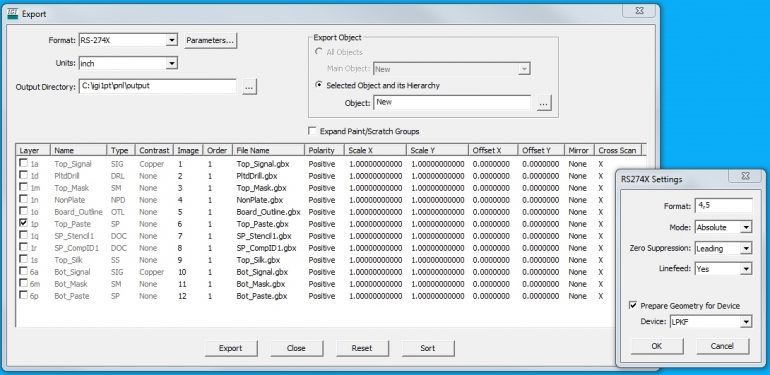 Export
Format: RS-274X Parameters...
Units: inch
Output Directory: C:\igi1pt\pnl\output ...
Export Object
All Objects
Main Object: New
Selected Object and its Hierarchy
Object: New ...
Expand Paint/Scratch Groups
Layer Name Type Contrast Image Order File Name Polarity Scale X Scale Y Offset X Offset Y Mirror Cross Scan
1a Top_Signal SIG Copper 1 1 Top_Signal.gbx Positive 1.00000000000 1.00000000000 0.0000000 0.0000000 None X
1d PltdDrill DRL None 2 1 PltdDrill.gbx Positive 1.00000000000 1.00000000000 0.0000000 0.0000000 None X
1m Top_Mask SM None 3 1 Top_Mask.gbx Positive 1.00000000000 1.00000000000 0.0000000 0.0000000 None X
1n NonPlate NPD None 4 1 NonPlate.gbx Positive 1.00000000000 1.00000000000 0.0000000 0.0000000 None X
1o Board_Outline OTL None 5 1 Board_Outline.gbx Positive 1.00000000000 1.00000000000 0.0000000 0.0000000 None X
1p Top_Paste SP None 6 1 Top_Paste.gbx Positive 1.00000000000 1.00000000000 0.0000000 0.0000000 None X
1q SP_Stencil1 DOC None 7 1 SP_Stencil1.gbx Positive 1.00000000000 1.00000000000 0.0000000 0.0000000 None X
1r SP_CompID1 DOC None 8 1 SP_CompID1.gbx Positive 1.00000000000 1.00000000000 0.0000000 0.0000000 None X
1s Top_Silk SS None 9 1 Top_Silk.gbx Positive 1.00000000000 1.00000000000 0.0000000 0.0000000 None X
6a Bot_Signal SIG Copper 10 1 Bot_Signal.gbx Positive 1.00000000000 1.00000000000 0.0000000 0.0000000 None X
6m Bot_Mask SM None 11 1 Bot_Mask.gbx Positive 1.00000000000 1.00000000000 0.0000000 0.0000000 None X
6p Bot_Paste SP None 12 1 Bot_Paste.gbx Positive 1.00000000000 1.00000000000 0.0000000 0.0000000 None X
Export Close Reset Sort
RS274X Settings
Format: 4,5
Mode: Absolute
Zero Suppression: Leading
Linefeed: Yes
Prepare Geometry for Device
Device: LPKF
OK Cancel